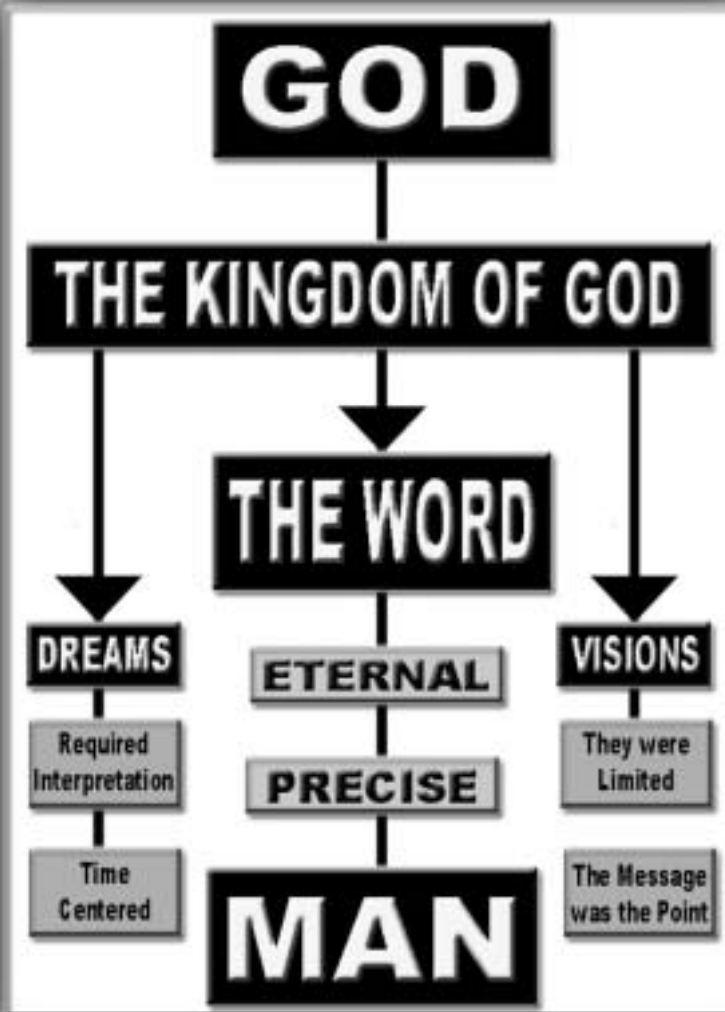 GOD
THE KINGDOM OF GOD
THE WORD
DREAMS
VISIONS
ETERNAL
Required
Interpretation
They were
Limited
PRECISE
Time
Centered
The Message
was the Point
MAN